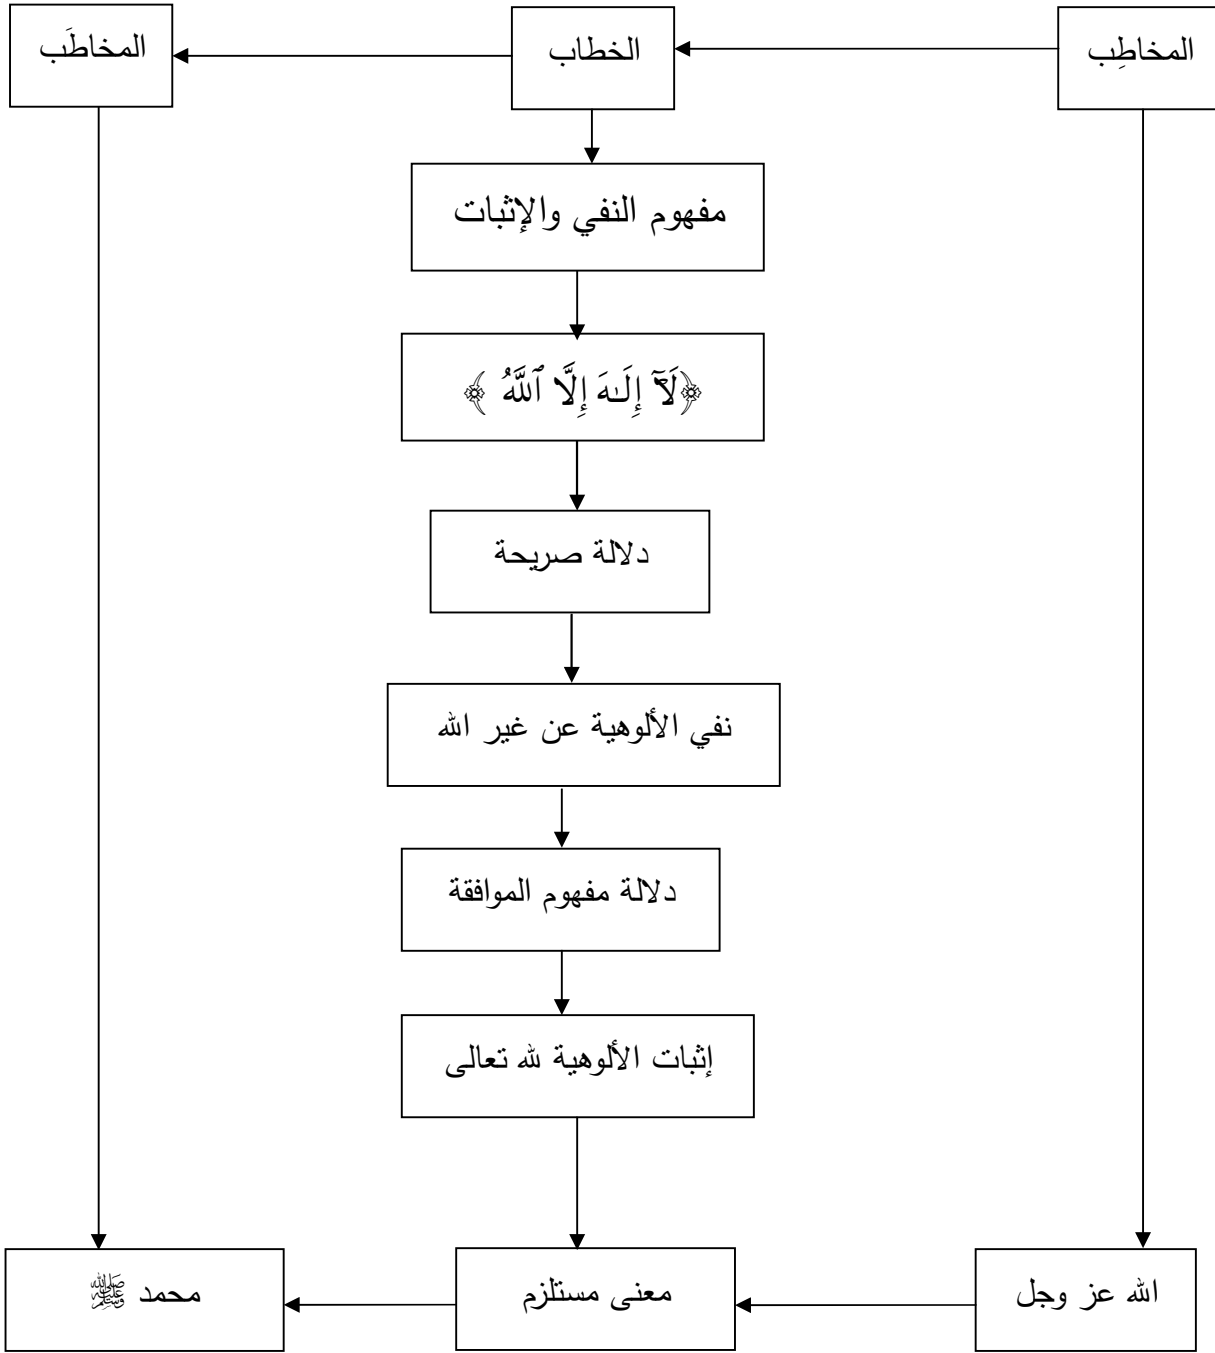 المخاطِب
الخطاب
المخاطَب
مفهوم النفي والإثبات
﴿لَآ إِلَـٰهَ إِلَّا ٱللَّهُ ﴾
دلالة صريحة
نفي الألوهية عن غير الله
دلالة مفهوم الموافقة
إثبات الألوهية لله تعالى
الله عز وجل
معنى مستلزم
محمد ﷺ